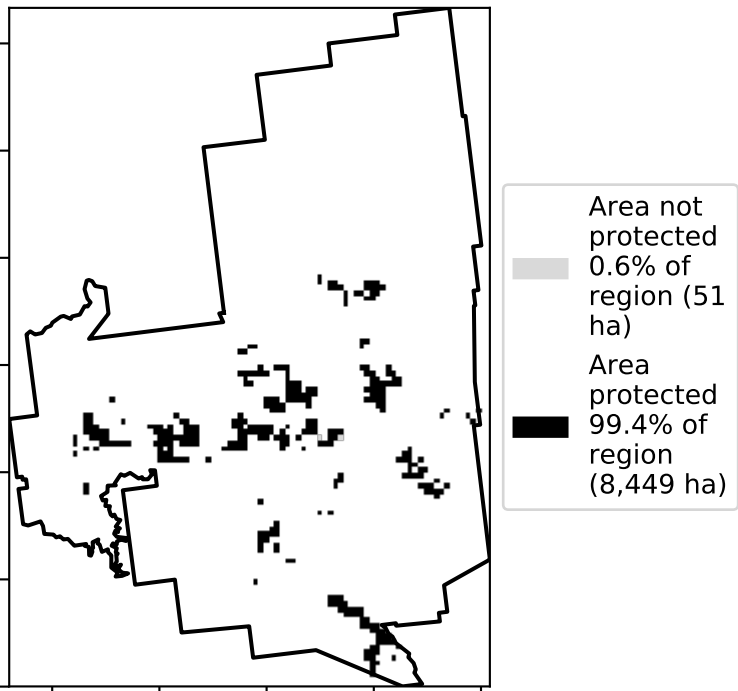 Area not
protected
0.6% of
region (51
ha)
Area
protected
99.4% of
region
(8,449 ha)